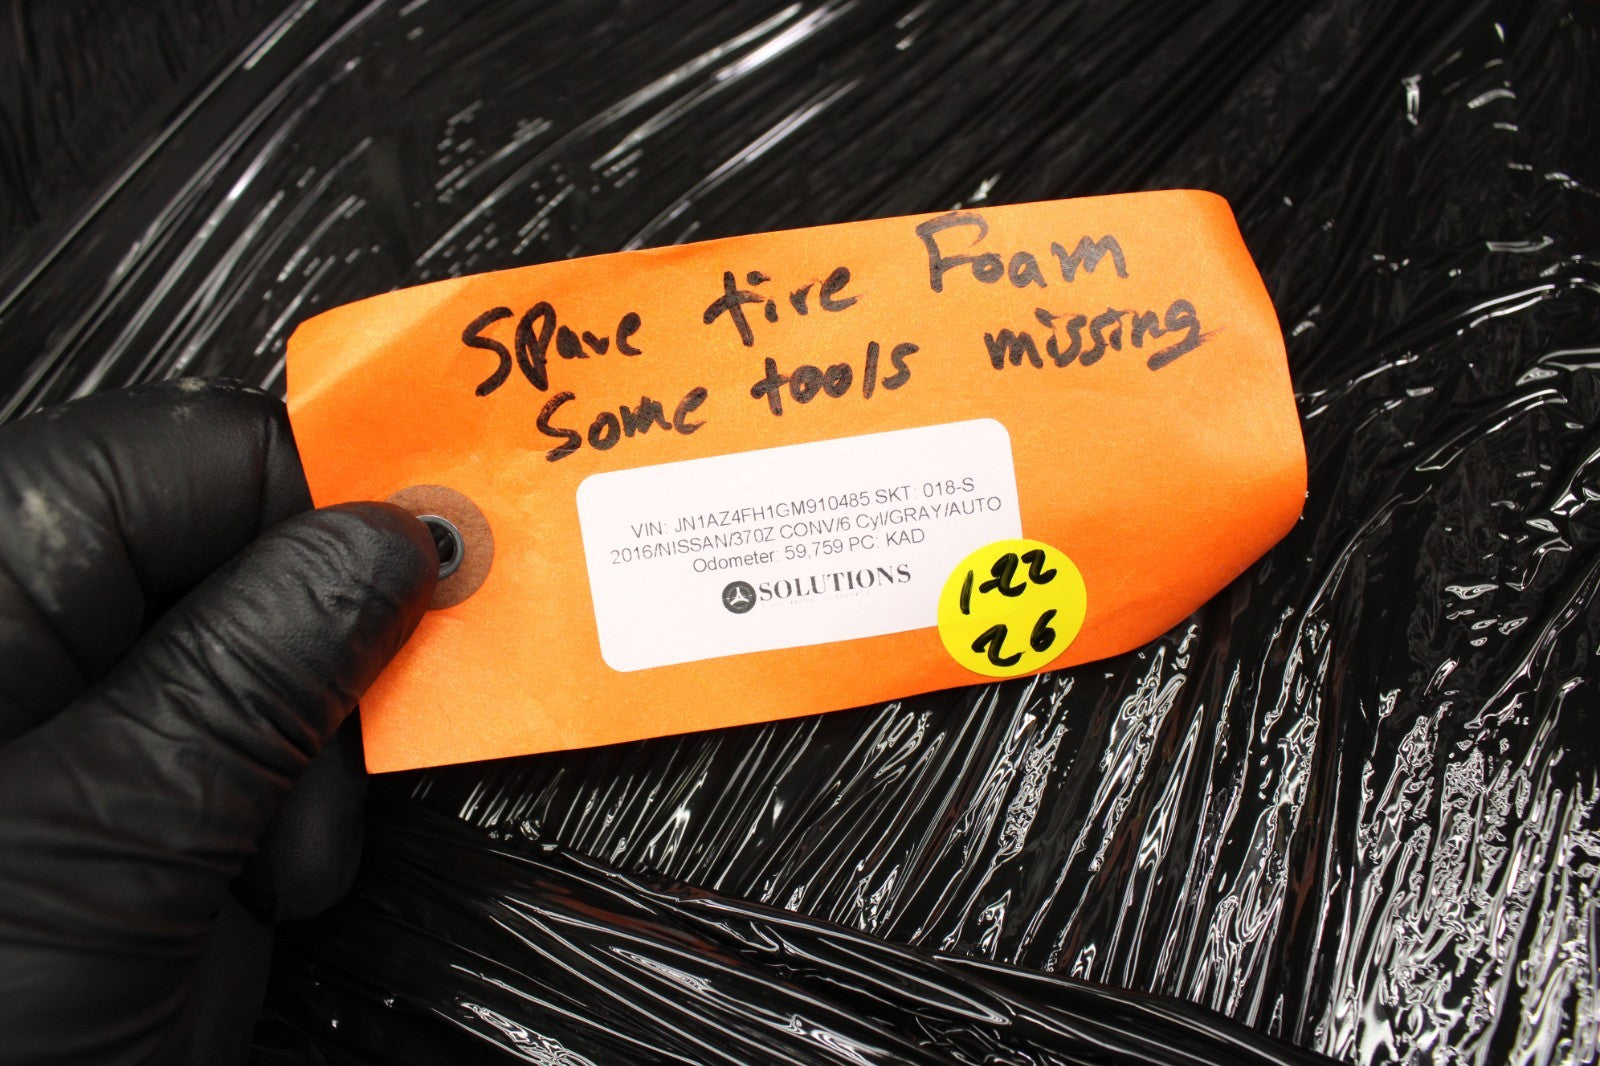 Spare tire Foam
Some tools missing
VIN: JN1AZ4FH1GM910485 SKT: 018-S
2016/NISSAN/370Z CONV/6 Cyl/GRAY/AUTO
Odometer: 59,759 PC: KAD
SOLUTIONS
1-22
26